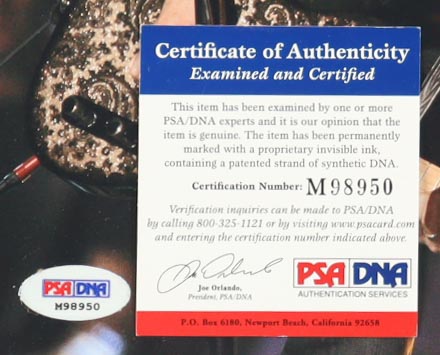 Certificate of Authenticity
Examined and Certified
This item has been examined by one or more
PSA/DNA experts and it is our opinion that the
item is genuine. The item has been permanently
marked with a proprietary invisible ink,
containing a patented strand of synthetic DNA.
Certification Number: M98950
Verification inquiries can be made to PSA/DNA
by calling 800-325-1121 or by visiting www.psacard.com
and entering the certification number indicated above.
Joe Orlando,
President, PSA/DNA
PSA DNA
AUTHENTICATION SERVICES
P.O. Box 6180, Newport Beach, California 92658
PSA DNA
M98950